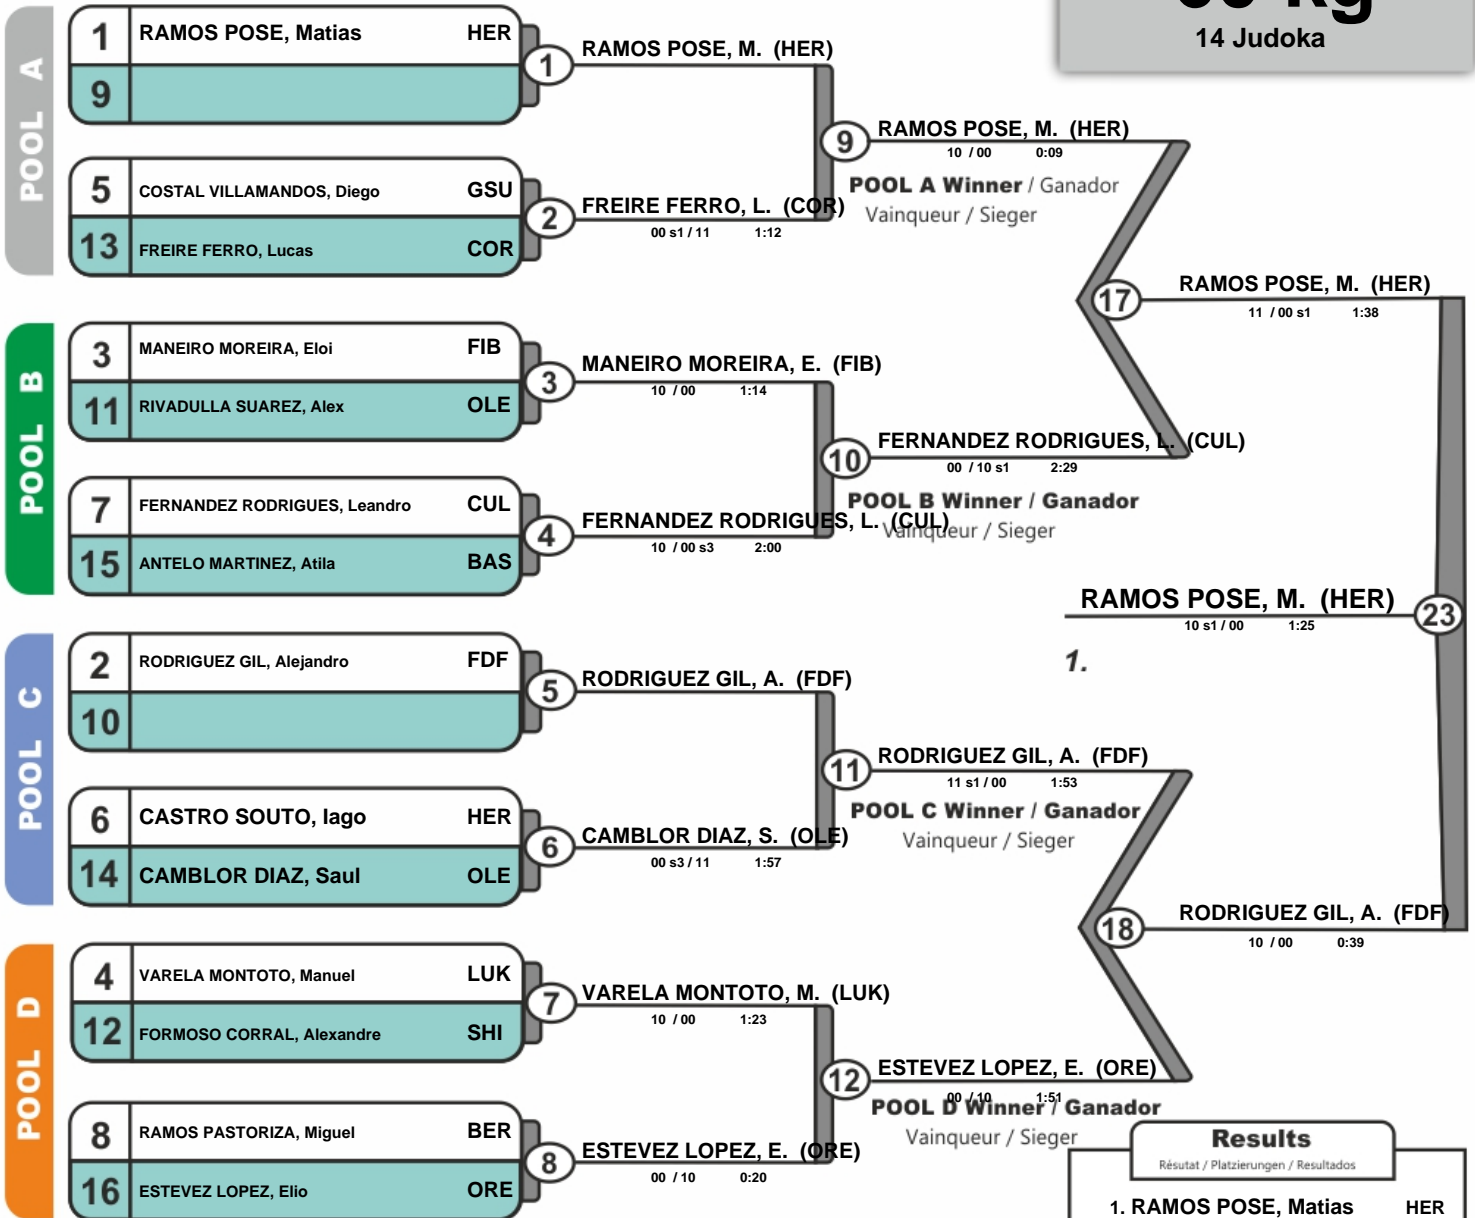 14 Judoka
POOL A
1 RAMOS POSE, Matias HER
9
1
RAMOS POSE, M. (HER)
5 COSTAL VILLAMANDOS, Diego GSU
13 FREIRE FERRO, Lucas COR
2
FREIRE FERRO, L. (COR)
00 s1 / 11 1:12
9
RAMOS POSE, M. (HER)
10 / 00 0:09
POOL A Winner / Ganador
Vainqueur / Sieger
POOL B
3 MANEIRO MOREIRA, Eloi FIB
11 RIVADULLA SUAREZ, Alex OLE
3
MANEIRO MOREIRA, E. (FIB)
10 / 00 1:14
7 FERNANDEZ RODRIGUES, Leandro CUL
15 ANTELO MARTINEZ, Atila BAS
4
FERNANDEZ RODRIGUES, L. (CUL)
10 / 00 s3 2:00
10
FERNANDEZ RODRIGUES, L. (CUL)
00 / 10 s1 2:29
POOL B Winner / Ganador
Vainqueur / Sieger
17
RAMOS POSE, M. (HER)
11 / 00 s1 1:38
RAMOS POSE, M. (HER)
10 s1 / 00 1:25
23
1.
POOL C
2 RODRIGUEZ GIL, Alejandro FDF
10
5
RODRIGUEZ GIL, A. (FDF)
6 CASTRO SOUTO, Iago HER
14 CAMBLOR DIAZ, Saul OLE
6
CAMBLOR DIAZ, S. (OLE)
00 s3 / 11 1:57
11
RODRIGUEZ GIL, A. (FDF)
11 s1 / 00 1:53
POOL C Winner / Ganador
Vainqueur / Sieger
18
RODRIGUEZ GIL, A. (FDF)
10 / 00 0:39
POOL D
4 VARELA MONTOTO, Manuel LUK
12 FORMOSO CORRAL, Alexandre SHI
7
VARELA MONTOTO, M. (LUK)
10 / 00 1:23
8 RAMOS PASTORIZA, Miguel BER
16 ESTEVEZ LOPEZ, Elio ORE
8
ESTEVEZ LOPEZ, E. (ORE)
00 / 10 0:20
12
ESTEVEZ LOPEZ, E. (ORE)
00 / 10 1:51
POOL D Winner / Ganador
Vainqueur / Sieger
Results
Résutat / Platzierungen / Resultados
1. RAMOS POSE, Matias HER